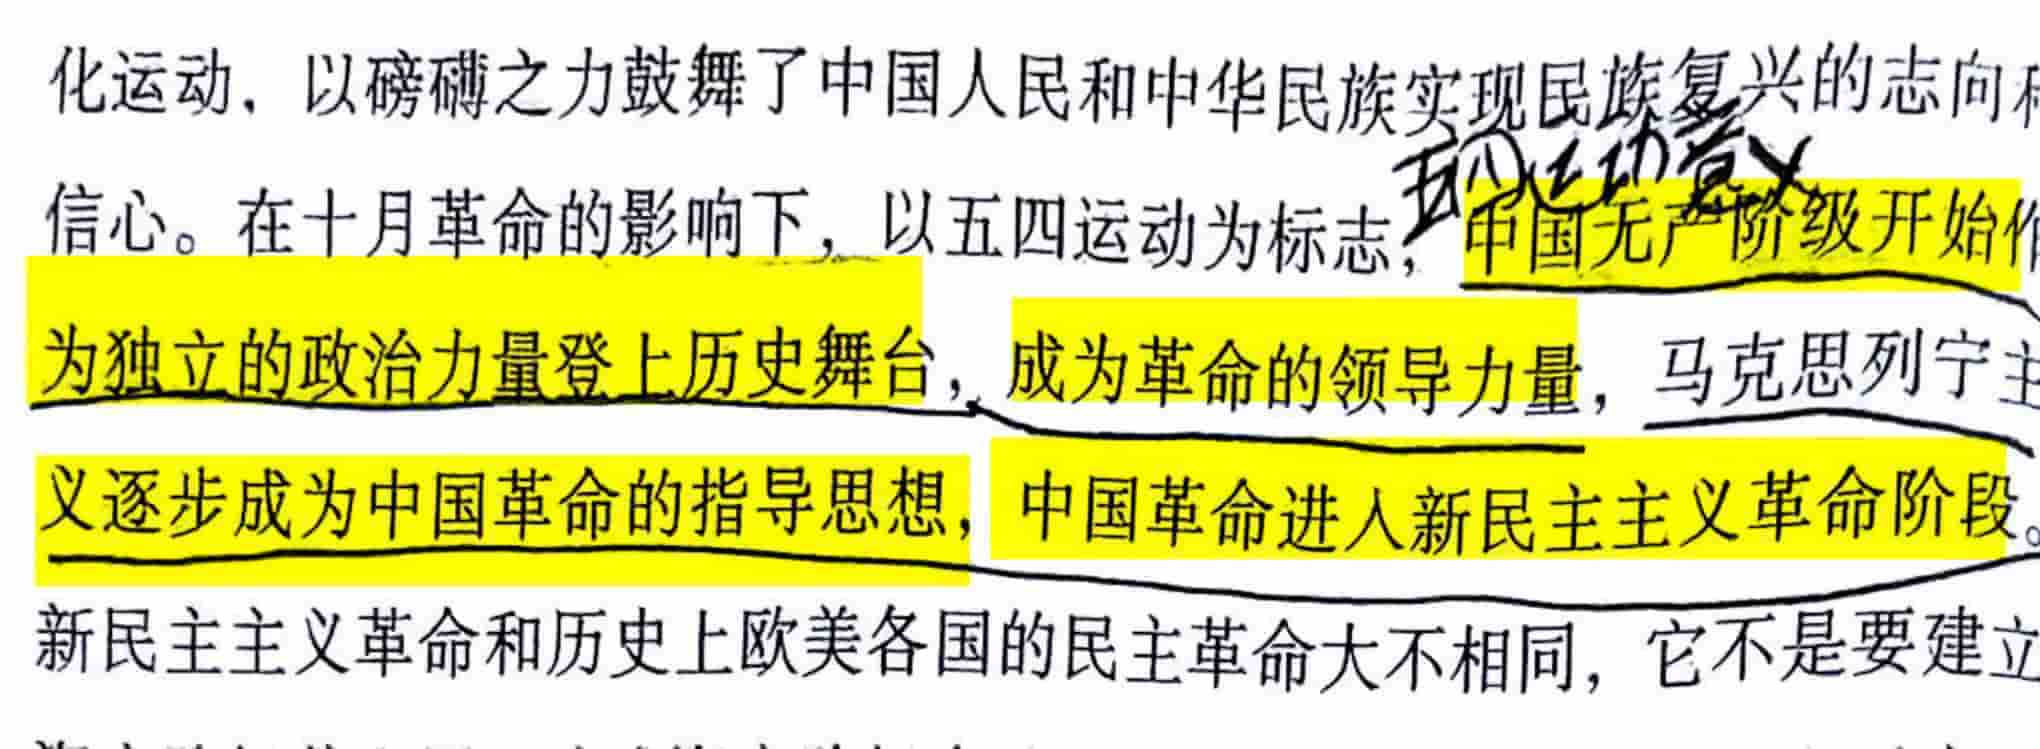 化运动，以磅礴之力鼓舞了中国人民和中华民族实现民族复兴的志向
五四运动意义
信心。在十月革命的影响下，以五四运动为标志，中国无产阶级开始作
为独立的政治力量登上历史舞台，成为革命的领导力量，马克思列宁主
义逐步成为中国革命的指导思想，中国革命进入新民主主义革命阶段。
新民主主义革命和历史上欧美各国的民主革命大不相同，它不是要建立